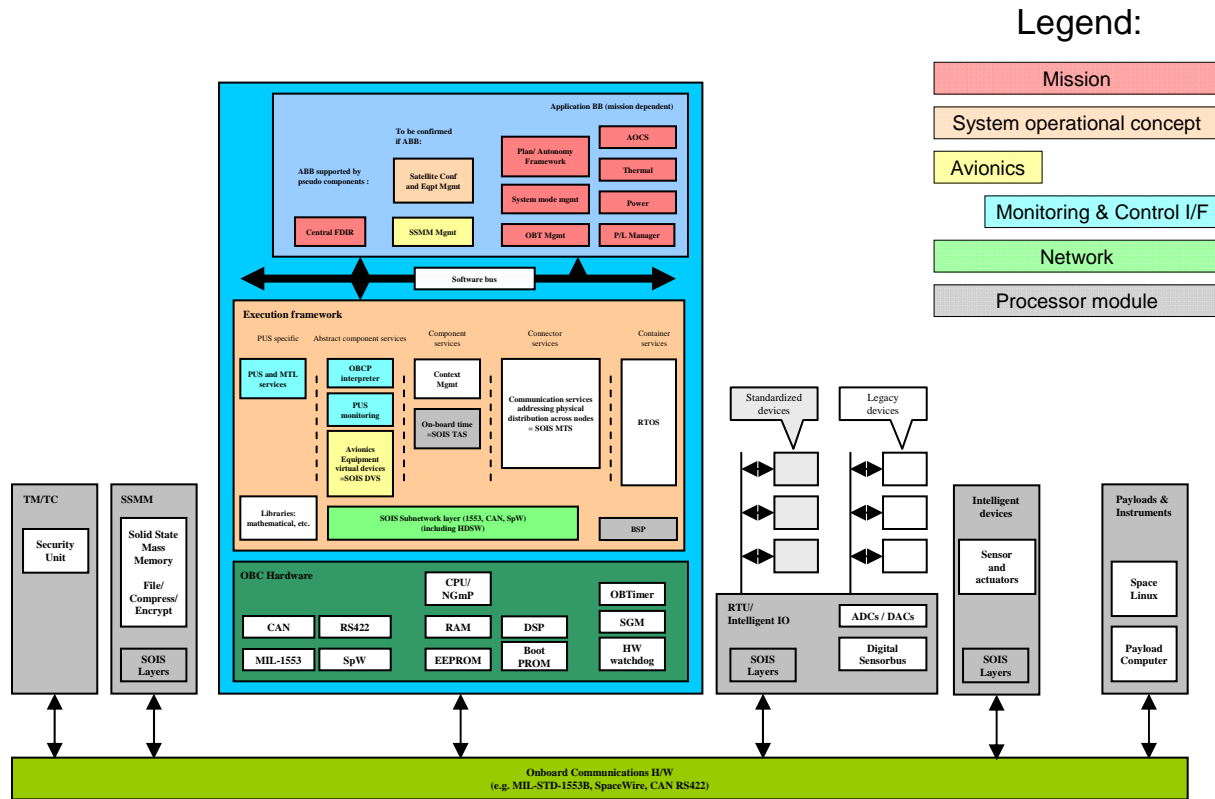 Legend:
Mission
System operational concept
Avionics
Monitoring & Control I/F
Network
Processor module
Application BB (mission dependent)
To be confirmed
if ABB:
ABB supported by
pseudo components :
Satellite Conf
and Eqpt Mgmt
Plan/ Autonomy
Framework
AOCS
Thermal
System mode mgmt
Power
Central FDIR
SSMM Mgmt
OBT Mgmt
P/L Manager
Software bus
Execution framework
PUS specific
Abstract component services
Component
services
Connector
services
Container
services
PUS and MTL
services
OBCP
interpreter
PUS
monitoring
Avionics
Equipment
virtual devices
=SOIS DVS
Context
Mgmt
On-board time
=SOIS TAS
Communication services
addressing physical
distribution across nodes
= SOIS MTS
RTOS
Libraries:
mathematical, etc.
SOIS Subnetwork layer (1553, CAN, SpW)
(including HDSW)
BSP
OBC Hardware
CPU/
NGmP
OBTimer
CAN
RS422
RAM
DSP
SGM
MIL-1553
SpW
EEPROM
Boot
PROM
HW
watchdog
TM/TC
Security
Unit
SSMM
Solid State
Mass
Memory
File/
Compress/
Encrypt
SOIS
Layers
Standardized
devices
Legacy
devices
RTU/
Intelligent IO
ADCs / DACs
SOIS
Layers
Digital
Sensorbus
Intelligent
devices
Sensor
and
actuators
SOIS
Layers
Payloads &
Instruments
Space
Linux
Payload
Computer
Onboard Communications H/W
(e.g. MIL-STD-1553B, SpaceWire, CAN RS422)